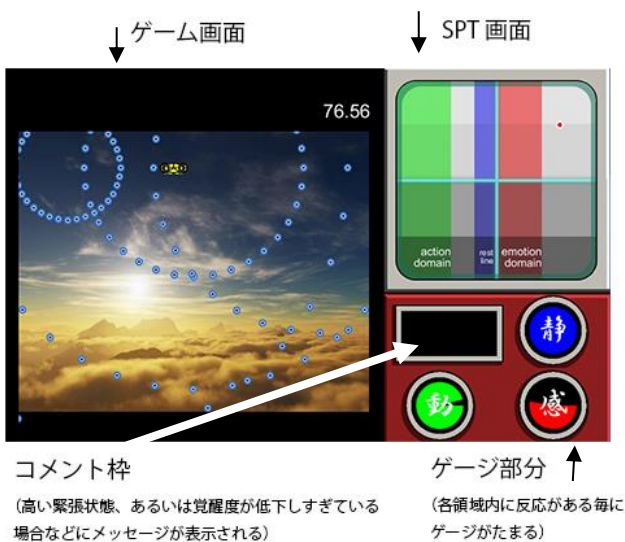 ゲーム画面
SPT 画面
76.56
action
domain
rest
line
emotion
domain
静
動
感
コメント枠
(高い緊張状態、あるいは覚醒度が低下しすぎている
場合などにメッセージが表示される)
ゲージ部分
(各領域内に反応がある毎に
ゲージがたまる)